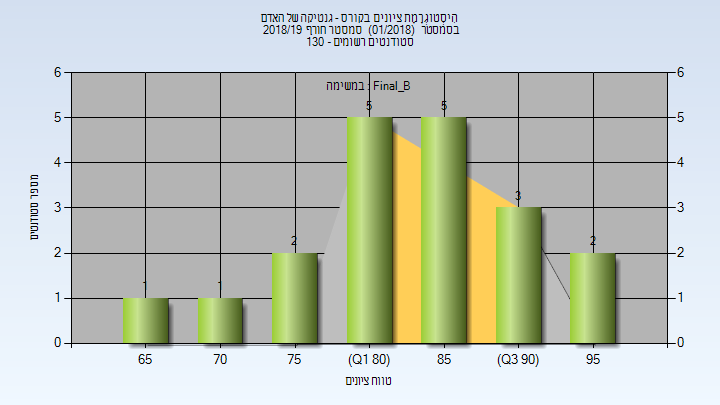 היסטוגרמת ציונים בקורס - גנטיקה של האדם
בסמסטר (01/2018) סמסטר חורף 2018/19
סטודנטים רשומים - 130
במשימה : Final_B
מספר סטודנטים
6 6
5 5
4 4
3 3
2 2
1 1
0 0
1 1 2 5 5 3 2
65 70 75 (Q1 80) 85 (Q3 90) 95
טווח ציונים